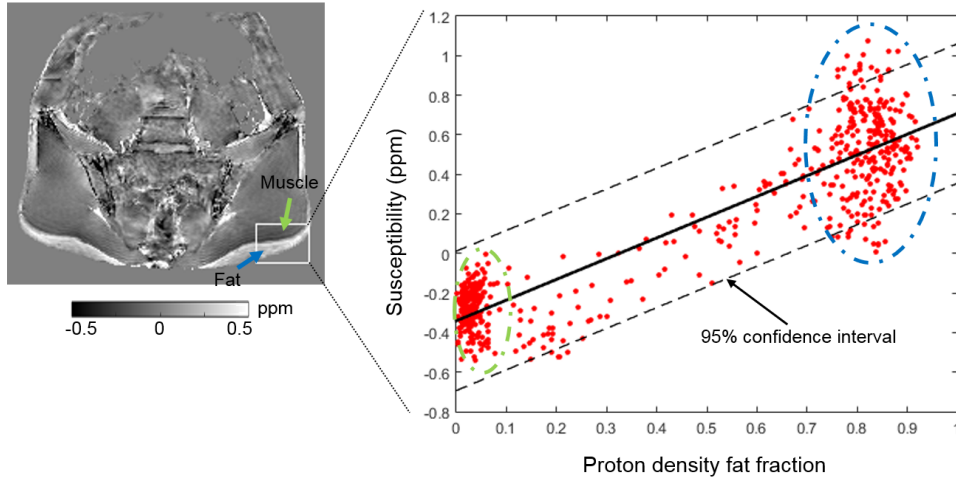 Muscle
Fat
ppm
-0.5
0
0.5
Susceptibility (ppm)
1.2
1
0.8
0.6
0.4
0.2
0
-0.2
-0.4
-0.6
-0.8
95% confidence interval
0 0.1 0.2 0.3 0.4 0.5 0.6 0.7 0.8 0.9 1
Proton density fat fraction